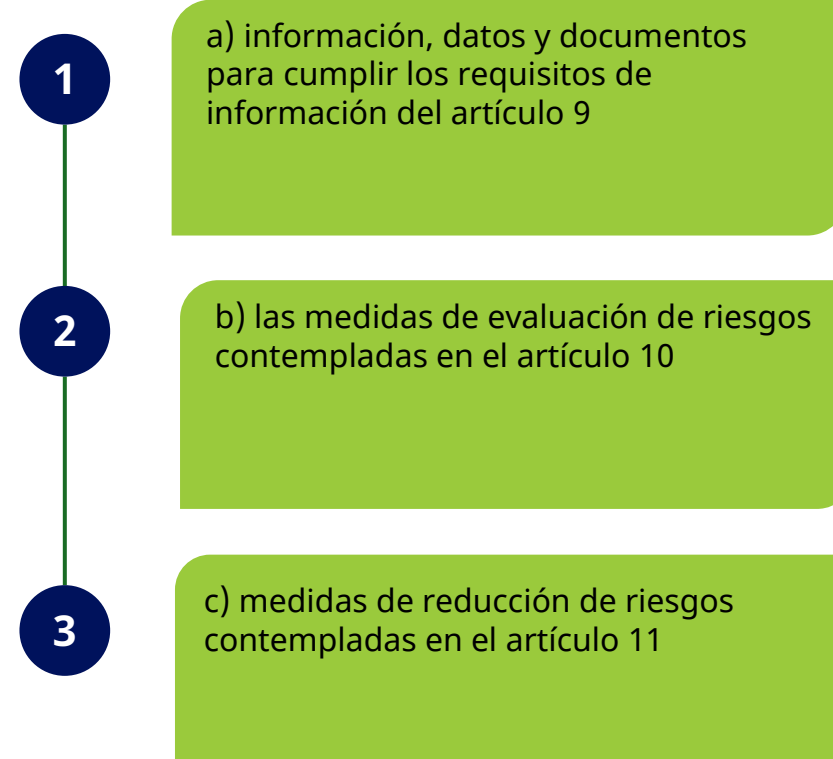 1
a) información, datos y documentos
para cumplir los requisitos de
información del artículo 9
2
b) las medidas de evaluación de riesgos
contempladas en el artículo 10
3
c) medidas de reducción de riesgos
contempladas en el artículo 11